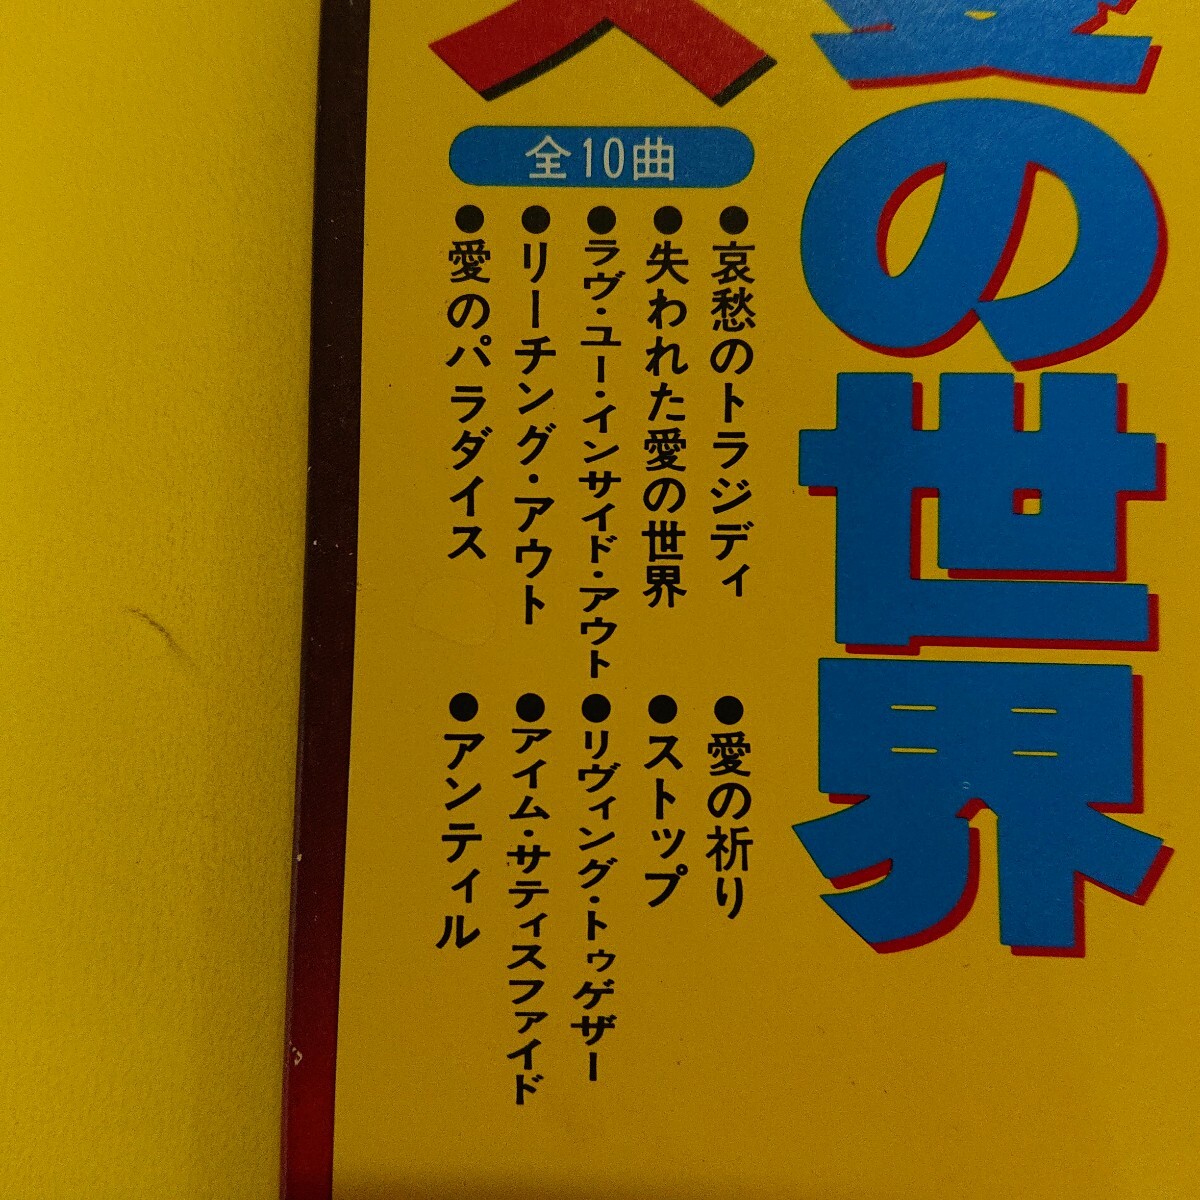 愛の世界
全10曲
●哀愁のトラジディ
●失われた愛の世界
●ラヴ・ユー・インサイド・アウト
●リーチング・アウト
●愛のパラダイス
●愛の祈り
●ストップ
●リヴィング・トゥゲザー
●アイム・サティスファイド
●アンティル